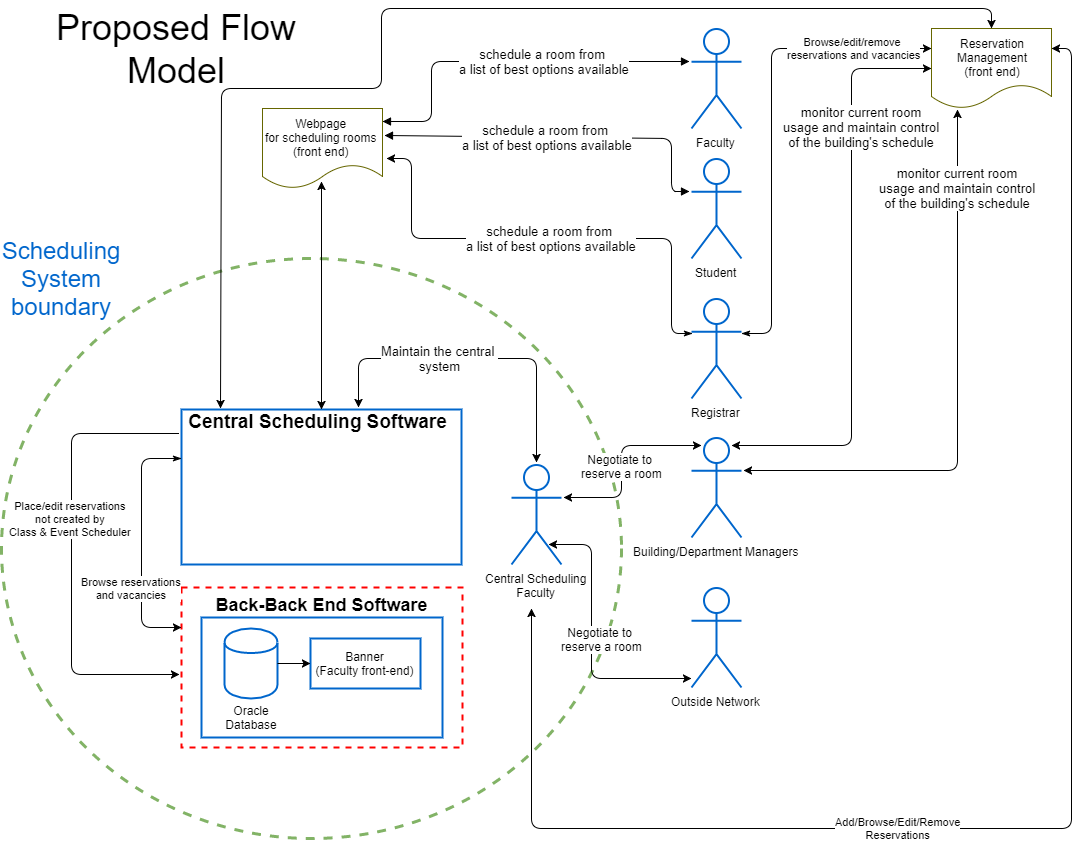 Proposed Flow
Model
schedule a room from
a list of best options available
Faculty
Browse/edit/remove
reservations and vacancies
Reservation
Management
(front end)
Webpage
for scheduling rooms
(front end)
schedule a room from
a list of best options available
monitor current room
usage and maintain control
of the building's schedule
monitor current room
usage and maintain control
of the building's schedule
Student
schedule a room from
a list of best options available
Scheduling
System
boundary
Registrar
Maintain the central
system
Central Scheduling Software
Negotiate to
reserve a room
Building/Department Managers
Place/edit reservations
not created by
Class & Event Scheduler
Browse reservations
and vacancies
Central Scheduling
Faculty
Back-Back End Software
Banner
(Faculty front-end)
Oracle
Database
Negotiate to
reserve a room
Outside Network
Add/Browse/Edit/Remove
Reservations